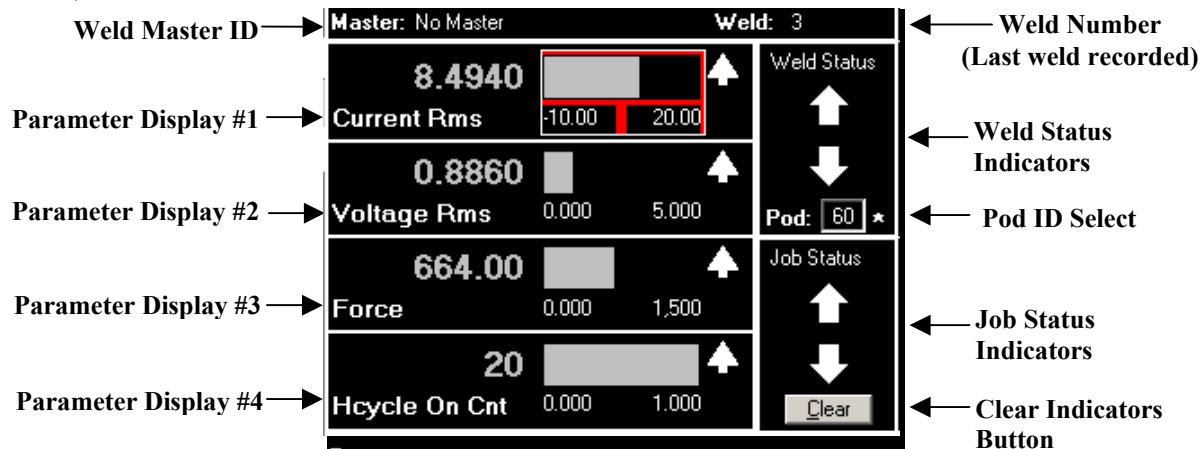 Weld Master ID
Master: No Master
Weld: 3
Weld Number
(Last weld recorded)
8.4940
Current Rms
-10.00 20.00
Parameter Display #1
Weld Status
Weld Status
Indicators
0.8860
Voltage Rms
0.000 5.000
Parameter Display #2
Pod: 60 *
Pod ID Select
664.00
Force
0.000 1,500
Parameter Display #3
Job Status
Job Status
Indicators
20
Hcycle On Cnt
0.000 1.000
Parameter Display #4
Clear
Clear Indicators
Button